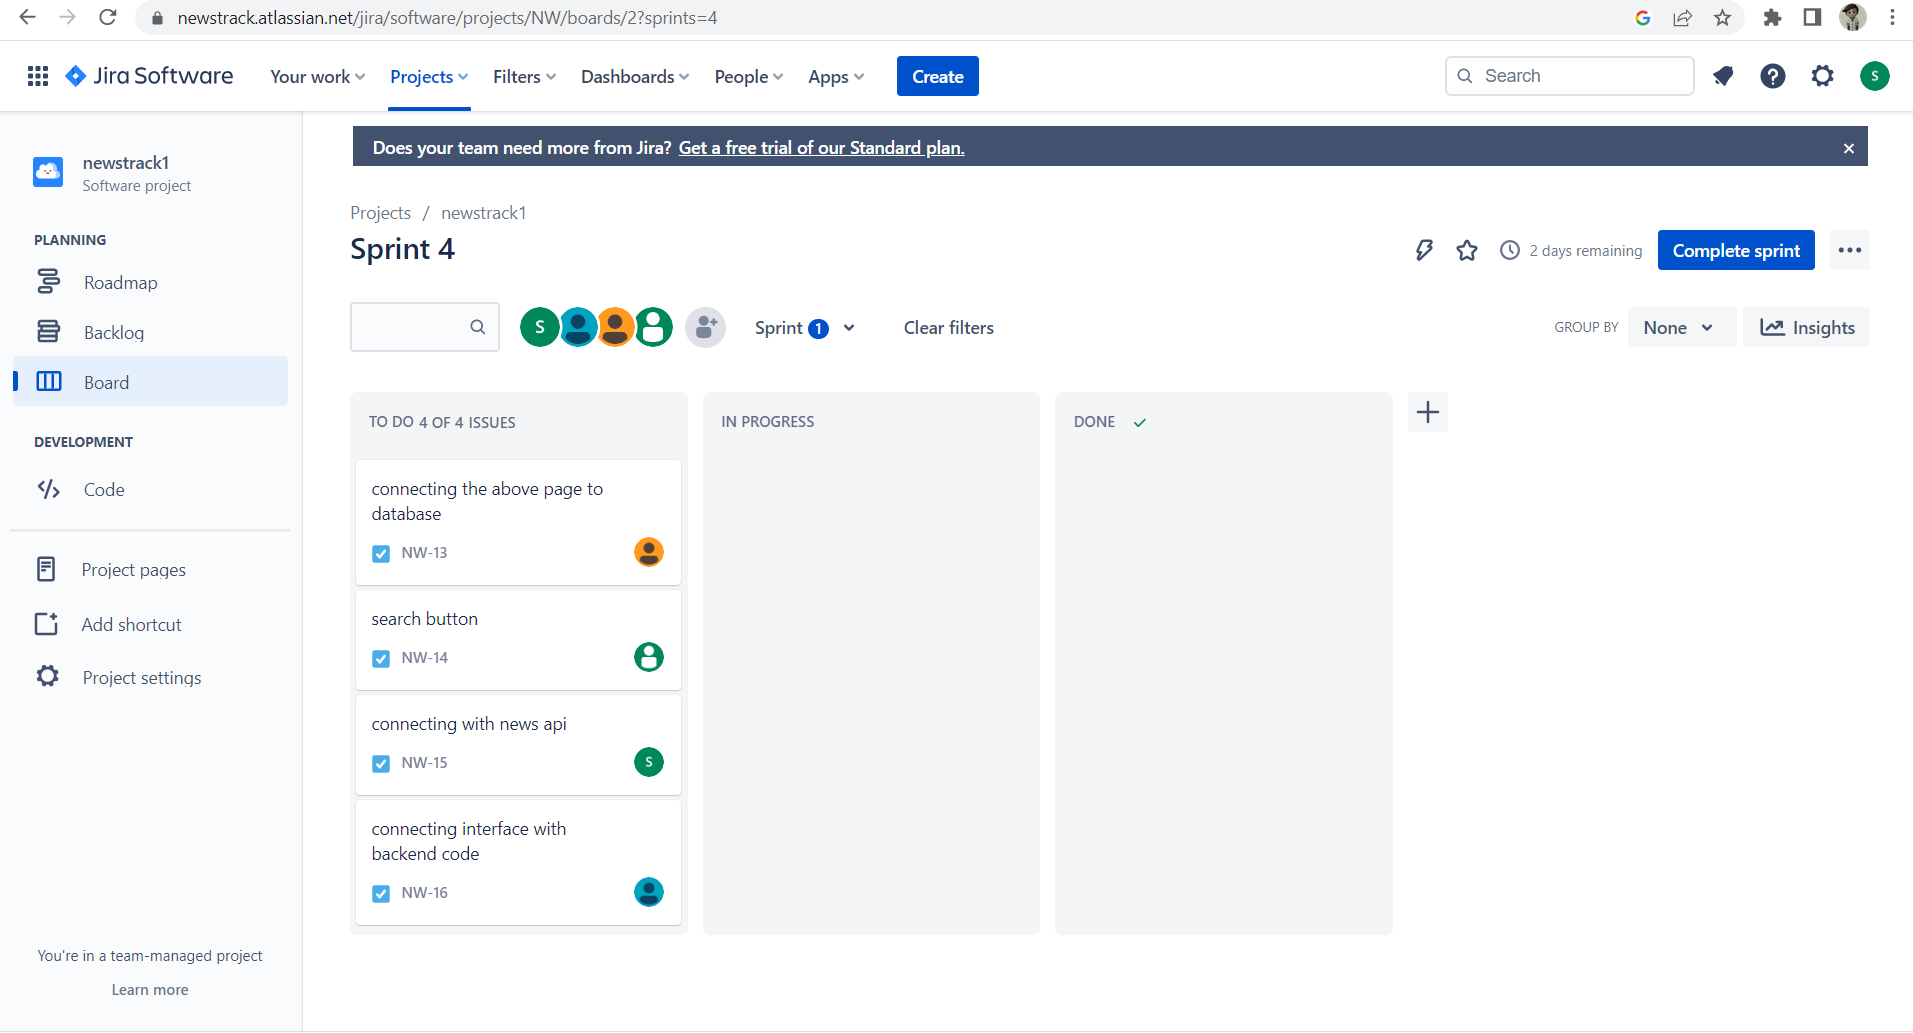 newstrack.atlassian.net/jira/software/projects/NW/boards/2?sprints=4
Jira Software
Your work
Projects
Filters
Dashboards
People
Apps
Create
Search
S
newstrack1
Software project
PLANNING
Roadmap
Backlog
Board
DEVELOPMENT
Code
Project pages
Add shortcut
Project settings
You're in a team-managed project
Learn more
Does your team need more from Jira? Get a free trial of our Standard plan.
Projects / newstrack1
Sprint 4
2 days remaining
Complete sprint
S
Sprint 1
Clear filters
GROUP BY
None
Insights
TO DO 4 OF 4 ISSUES
connecting the above page to
database
NW-13
search button
NW-14
connecting with news api
NW-15
S
connecting interface with
backend code
NW-16
IN PROGRESS
DONE